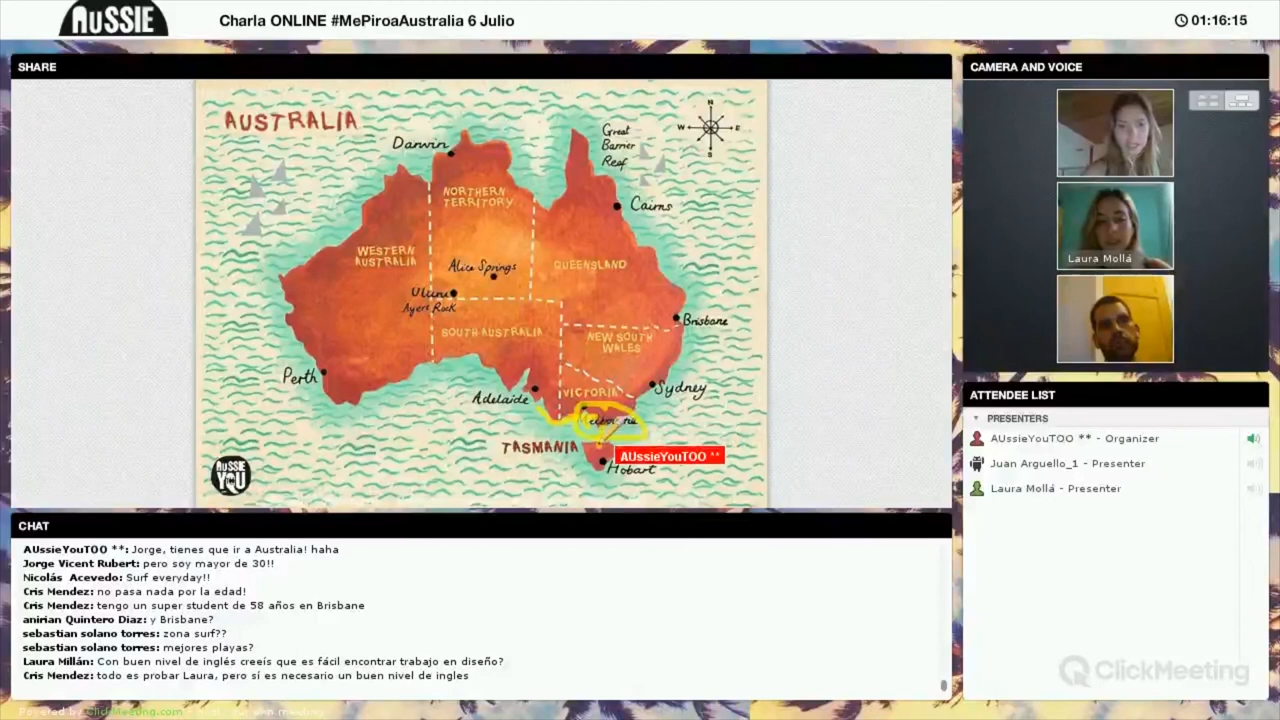 AUSSIE
Charla ONLINE #MePiroaAustralia 6 Julio
01:16:15
SHARE
AUSTRALIA
N
W E
S
Great
Barrier
Reef
Darwin
NORTHERN
TERRITORY
Cairns
WESTERN
AUSTRALIA
Alice Springs
QUEENSLAND
Uluru
Ayers Rock
SOUTH AUSTRALIA
Brisbane
NEW SOUTH
WALES
Perth
Adelaide
VICTORIA
Sydney
Melbourne
TASMANIA
AUssieYouTOO **
Hobart
AUSSIE
YOU
CAMERA AND VOICE
Laura Mollá
ATTENDEE LIST
PRESENTERS
AUssieYouTOO ** - Organizer
Juan Arguello_1 - Presenter
Laura Mollá - Presenter
ClickMeeting
CHAT
AUssieYouTOO **: Jorge, tienes que ir a Australia! haha
Jorge Vicent Rubert: pero soy mayor de 30!!
Nicolás Acevedo: Surf everyday!!
Cris Mendez: no pasa nada por la edad!
Cris Mendez: tengo un super student de 58 años en Brisbane
anirian Quintero Diaz: y Brisbane?
sebastian solano torres: zona surf??
sebastian solano torres: mejores playas?
Laura Millán: Con buen nivel de inglés creeís que es fácil encontrar trabajo en diseño?
Cris Mendez: todo es probar Laura, pero sí es necesario un buen nivel de ingles
Powered by ClickMeeting.com